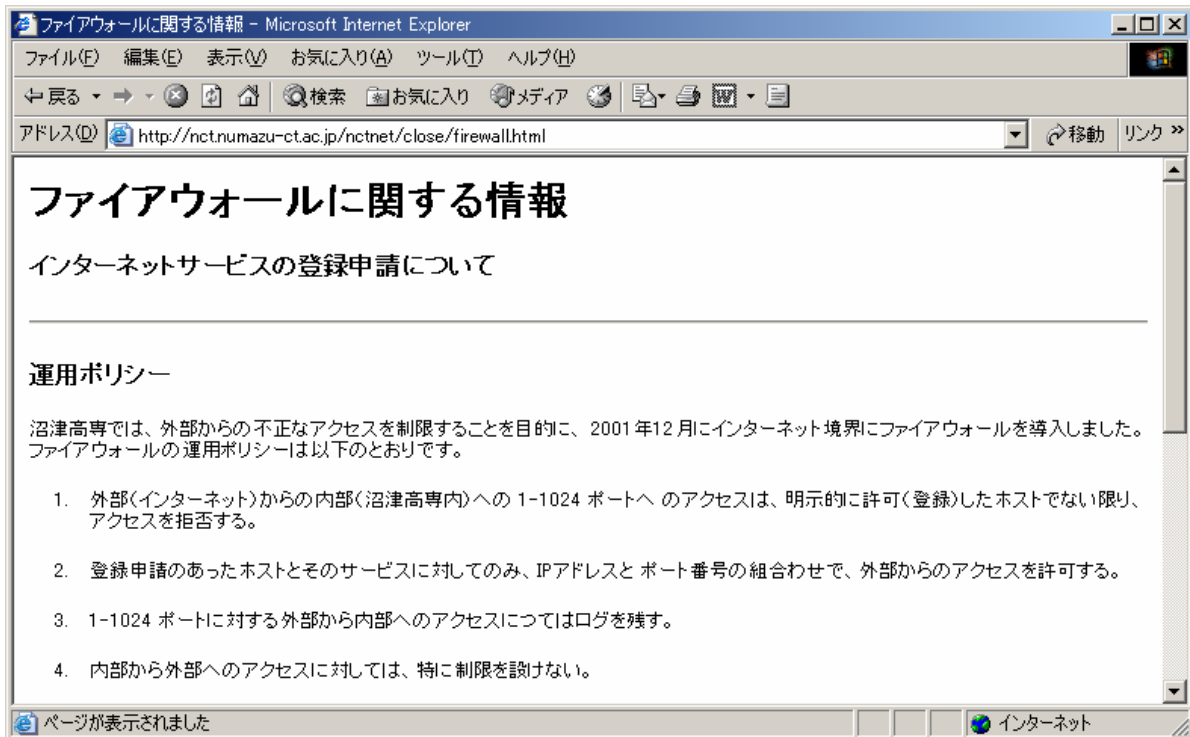 ファイアウォールに関する情報 - Microsoft Internet Explorer
ファイル(F) 編集(E) 表示(V) お気に入り(A) ツール(T) ヘルプ(H)
戻る 検索 お気に入り メディア
アドレス(D) http://nct.numazu-ct.ac.jp/nctnet/close/firewall.html 移動 リンク »
ファイアウォールに関する情報
インターネットサービスの登録申請について
運用ポリシー
沼津高専では、外部からの不正なアクセスを制限することを目的に、2001年12月にインターネット境界にファイアウォールを導入しました。
ファイアウォールの運用ポリシーは以下のとおりです。
1. 外部(インターネット)からの内部(沼津高専内)への 1-1024 ポートへ のアクセスは、明示的に許可(登録)したホストでない限り、
アクセスを拒否する。
2. 登録申請のあったホストとそのサービスに対してのみ、IPアドレスと ポート番号の組合わせで、外部からのアクセスを許可する。
3. 1-1024 ポートに対する外部から内部へのアクセスにつてはログを残す。
4. 内部から外部へのアクセスに対しては、特に制限を設けない。
ページが表示されました インターネット